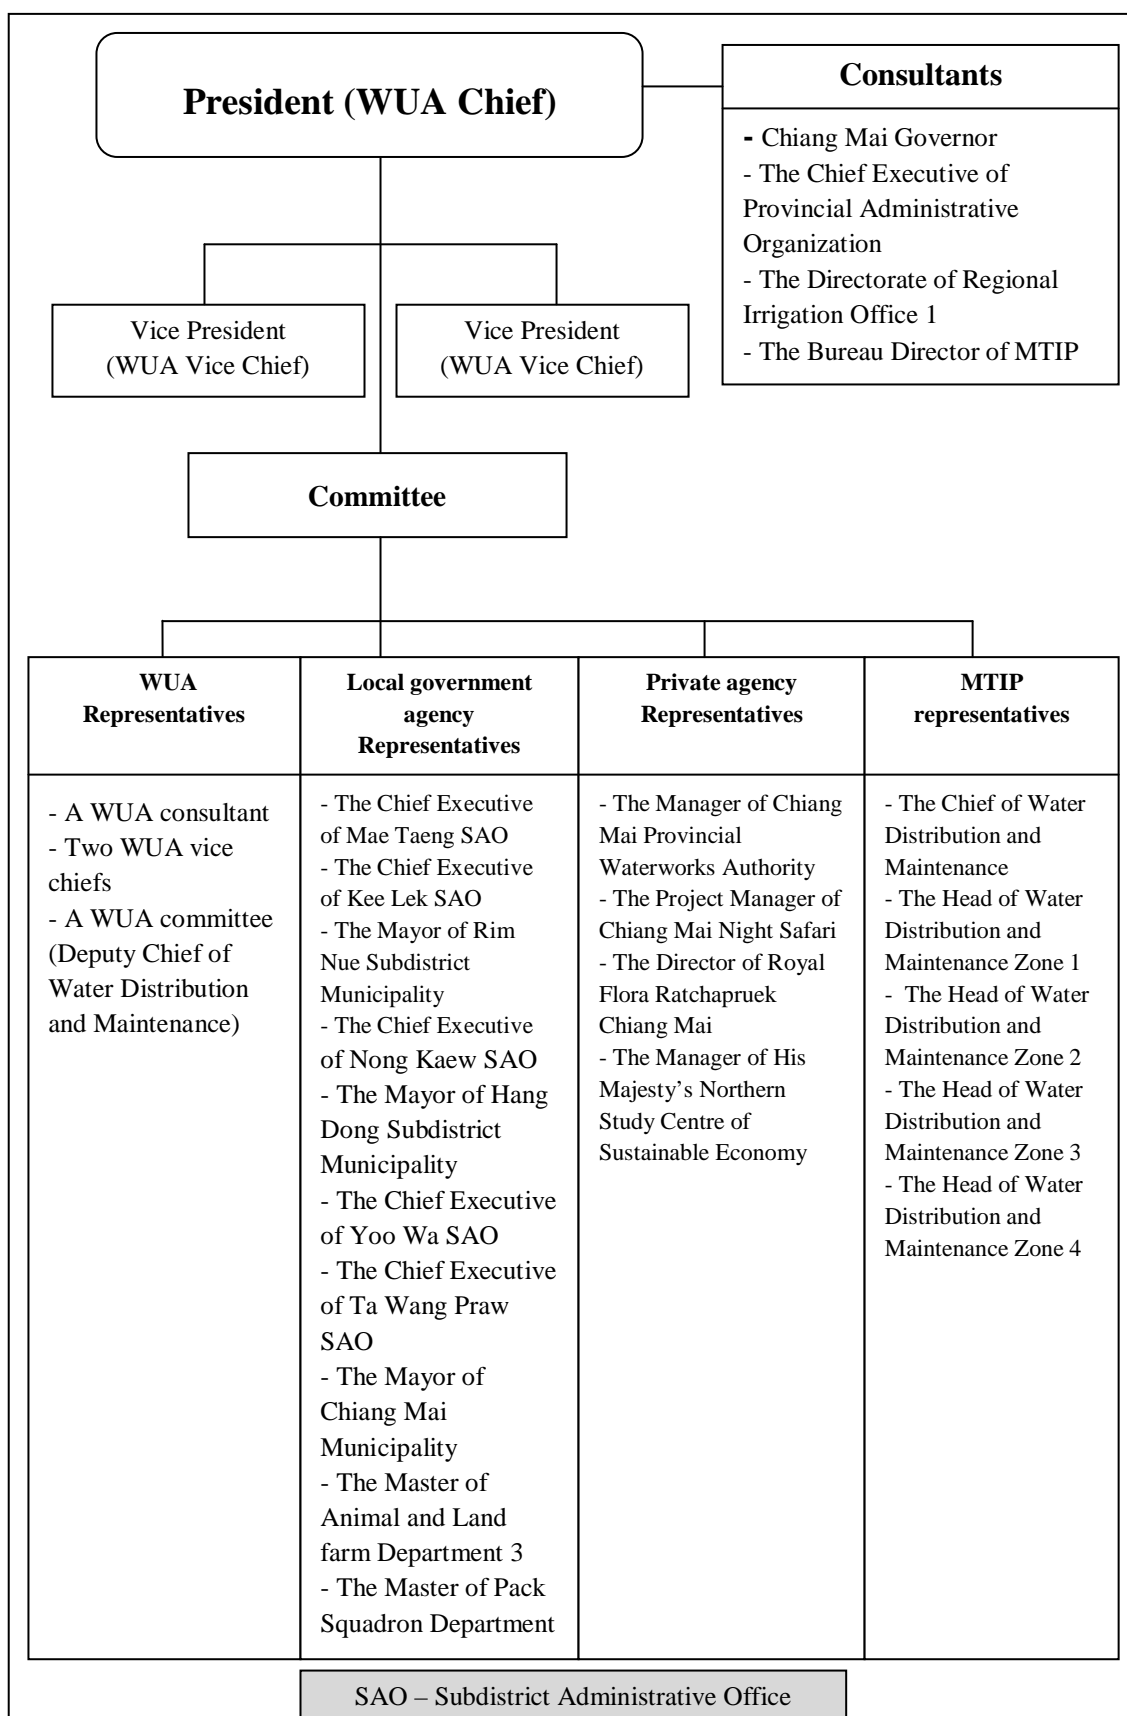 President (WUA Chief)
Consultants
- Chiang Mai Governor
- The Chief Executive of
Provincial Administrative
Organization
- The Directorate of Regional
Irrigation Office 1
- The Bureau Director of MTIP
Vice President
(WUA Vice Chief)
Vice President
(WUA Vice Chief)
Committee
WUA
Representatives
Local government
agency
Representatives
Private agency
Representatives
MTIP
representatives
- A WUA consultant
- Two WUA vice
chiefs
- A WUA committee
(Deputy Chief of
Water Distribution
and Maintenance)
- The Chief Executive
of Mae Taeng SAO
- The Chief Executive
of Kee Lek SAO
- The Mayor of Rim
Nue Subdistrict
Municipality
- The Chief Executive
of Nong Kaew SAO
- The Mayor of Hang
Dong Subdistrict
Municipality
- The Chief Executive
of Yoo Wa SAO
- The Chief Executive
of Ta Wang Praw
SAO
- The Mayor of
Chiang Mai
Municipality
- The Master of
Animal and Land
farm Department 3
- The Master of Pack
Squadron Department
- The Manager of Chiang
Mai Provincial
Waterworks Authority
- The Project Manager of
Chiang Mai Night Safari
- The Director of Royal
Flora Ratchapruek
Chiang Mai
- The Manager of His
Majesty’s Northern
Study Centre of
Sustainable Economy
- The Chief of Water
Distribution and
Maintenance
- The Head of Water
Distribution and
Maintenance Zone 1
- The Head of Water
Distribution and
Maintenance Zone 2
- The Head of Water
Distribution and
Maintenance Zone 3
- The Head of Water
Distribution and
Maintenance Zone 4
SAO – Subdistrict Administrative Office